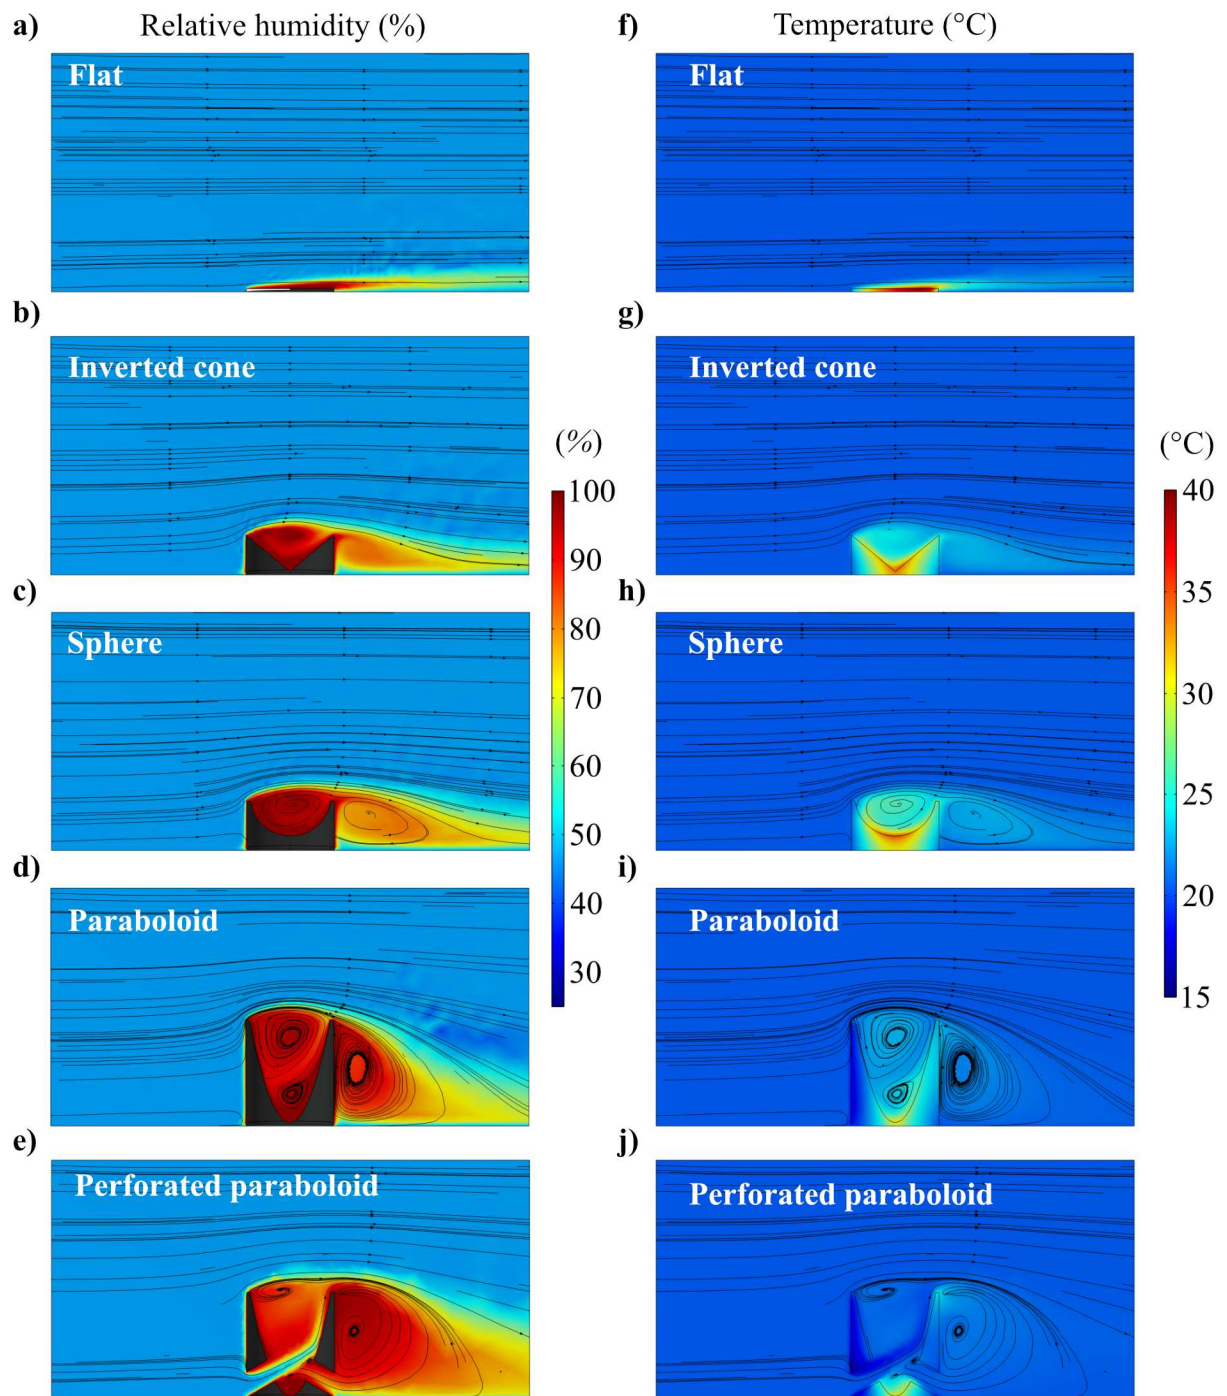 a) Relative humidity (%) f) Temperature (°C)
Flat Flat
b) g)
Inverted cone Inverted cone
(%) (°C)
100 40
90 35
c) h)
80
Sphere Sphere
70 30
60
50 25
d) i)
40 20
Paraboloid Paraboloid
30 15
e) j)
Perforated paraboloid Perforated paraboloid